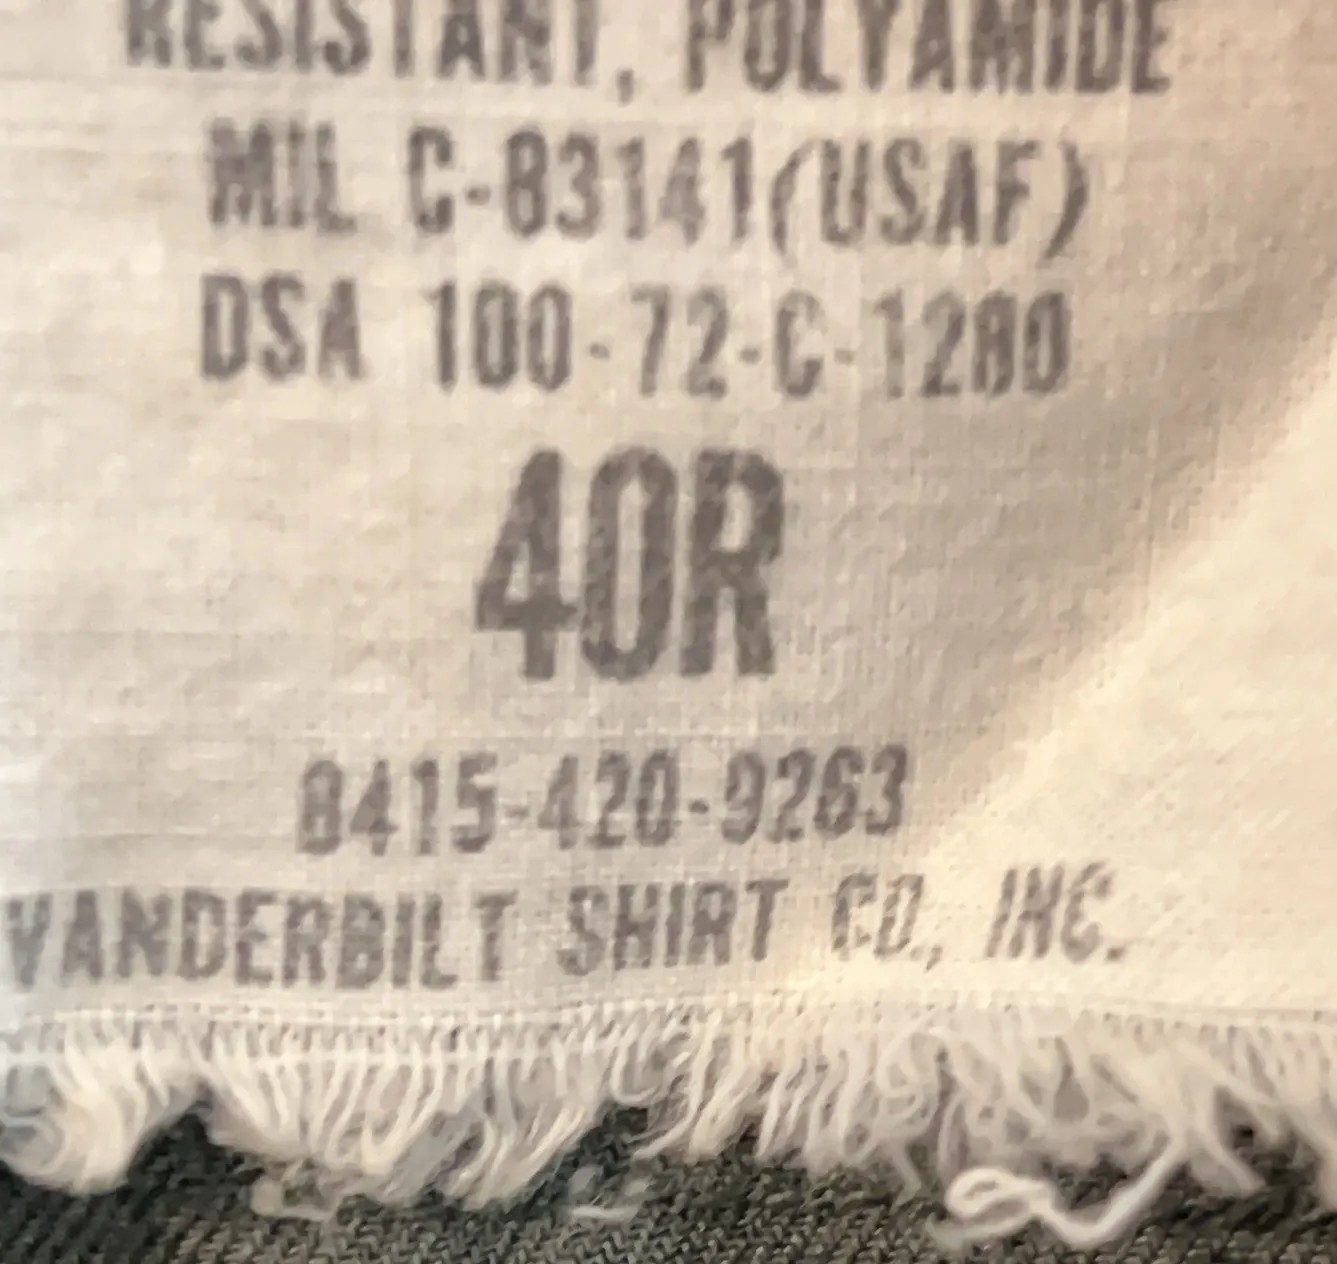 RESISTANT, POLYAMIDE
MIL C-83141(USAF)
DSA 100-72-C-1280
40R
8415-420-9263
VANDERBILT SHIRT CO., INC.